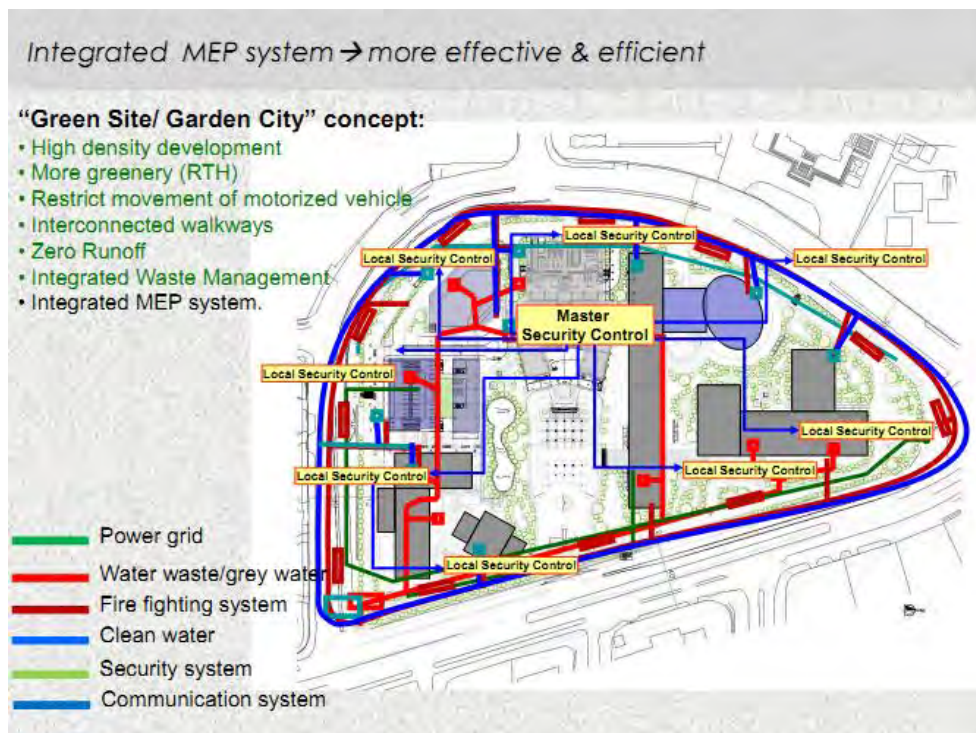 Integrated MEP system → more effective & efficient
“Green Site/ Garden City” concept:
• High density development
• More greenery (RTH)
• Restrict movement of motorized vehicle
• Interconnected walkways
• Zero Runoff
• Integrated Waste Management
• Integrated MEP system.
Local Security Control
Local Security Control
Local Security Control
Master
Security Control
Local Security Control
Local Security Control
Local Security Control
Local Security Control
Local Security Control
Power grid
Water waste/grey water
Fire fighting system
Clean water
Security system
Communication system